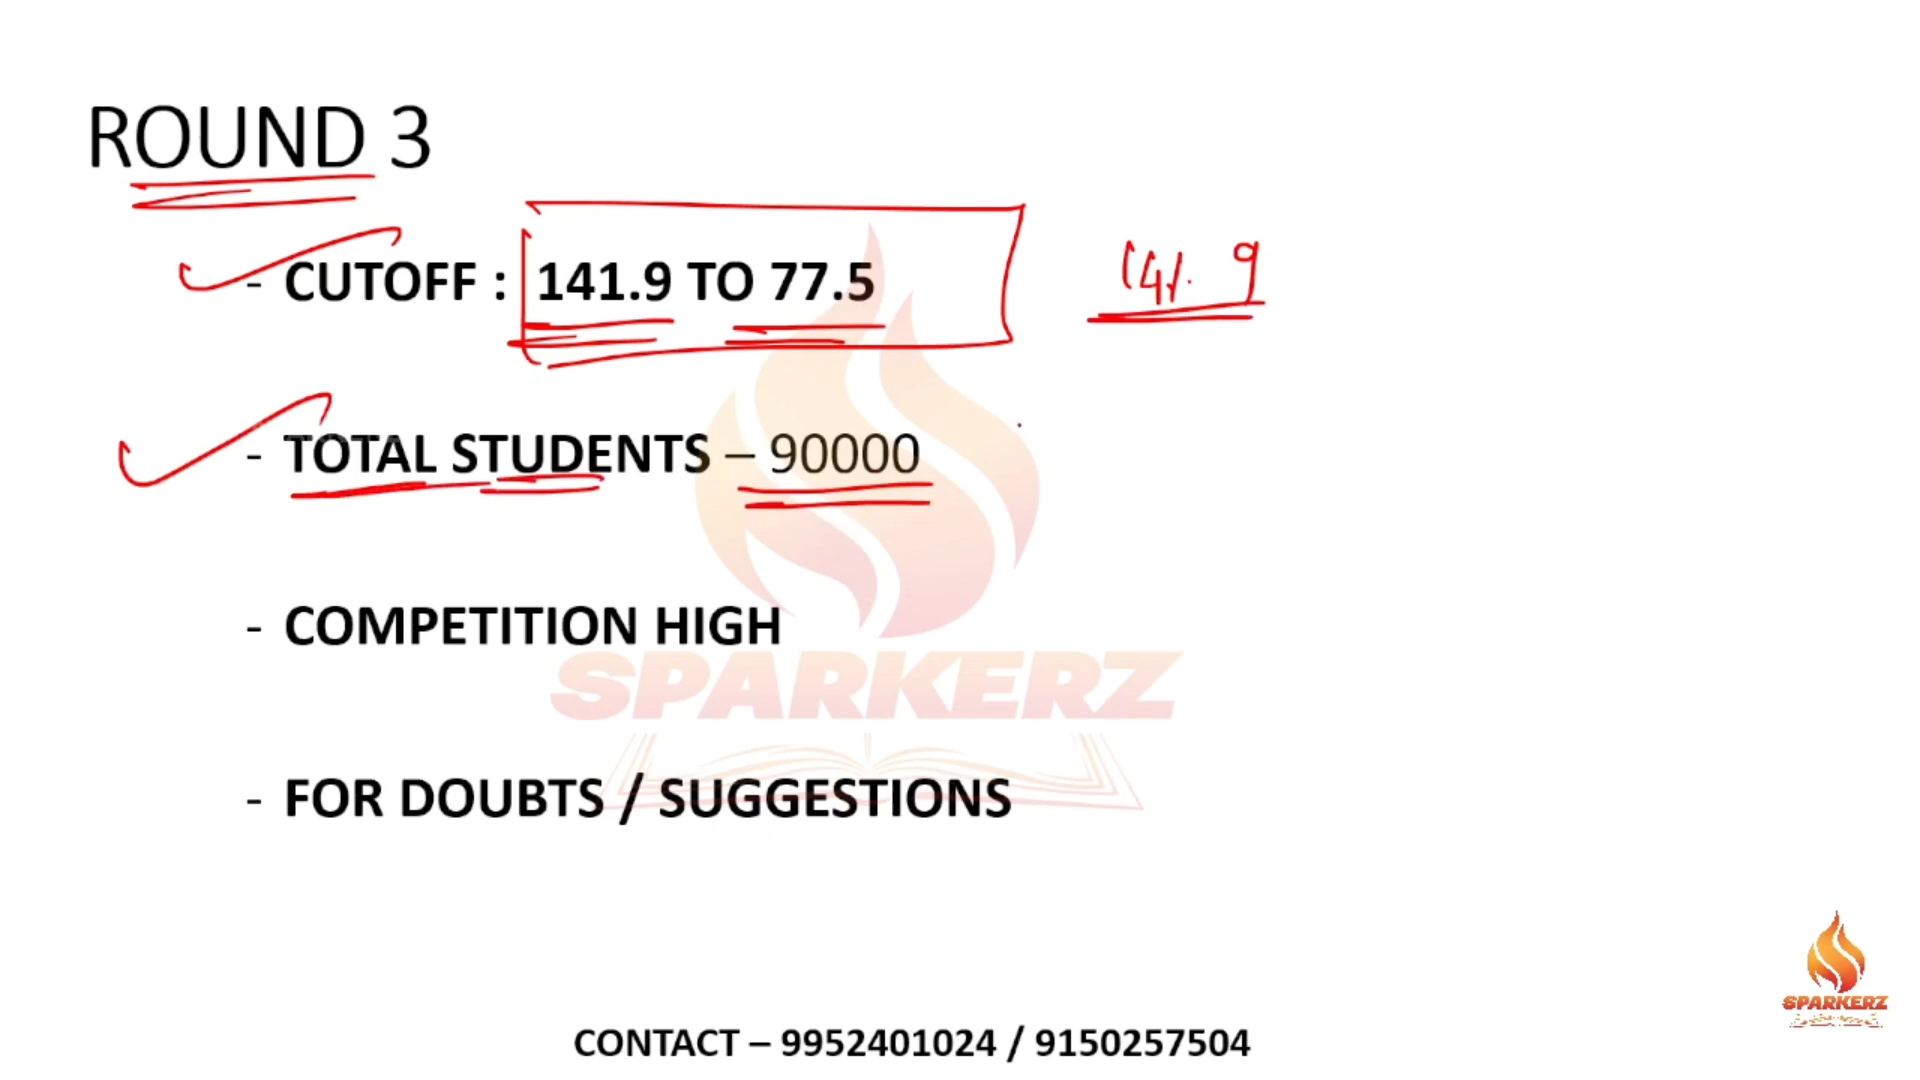 ROUND 3
- CUTOFF : 141.9 TO 77.5
141.9
- TOTAL STUDENTS – 90000
- COMPETITION HIGH
SPARKERZ
- FOR DOUBTS / SUGGESTIONS
SPARKERZ
CONTACT – 9952401024 / 9150257504